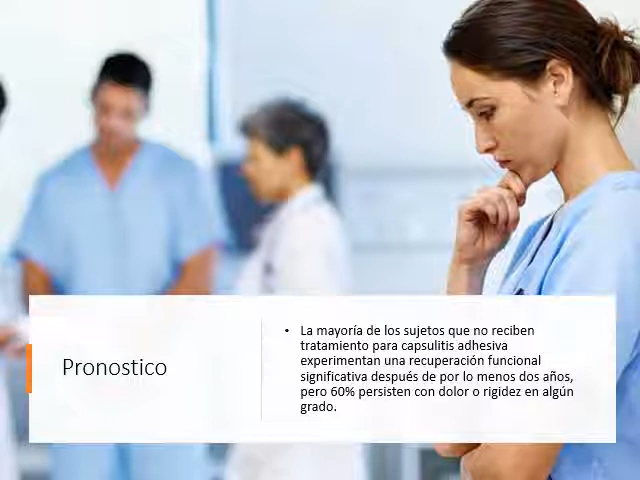 Pronostico
• La mayoría de los sujetos que no reciben
tratamiento para capsulitis adhesiva
experimentan una recuperación funcional
significativa después de por lo menos dos años,
pero 60% persisten con dolor o rigidez en algún
grado.